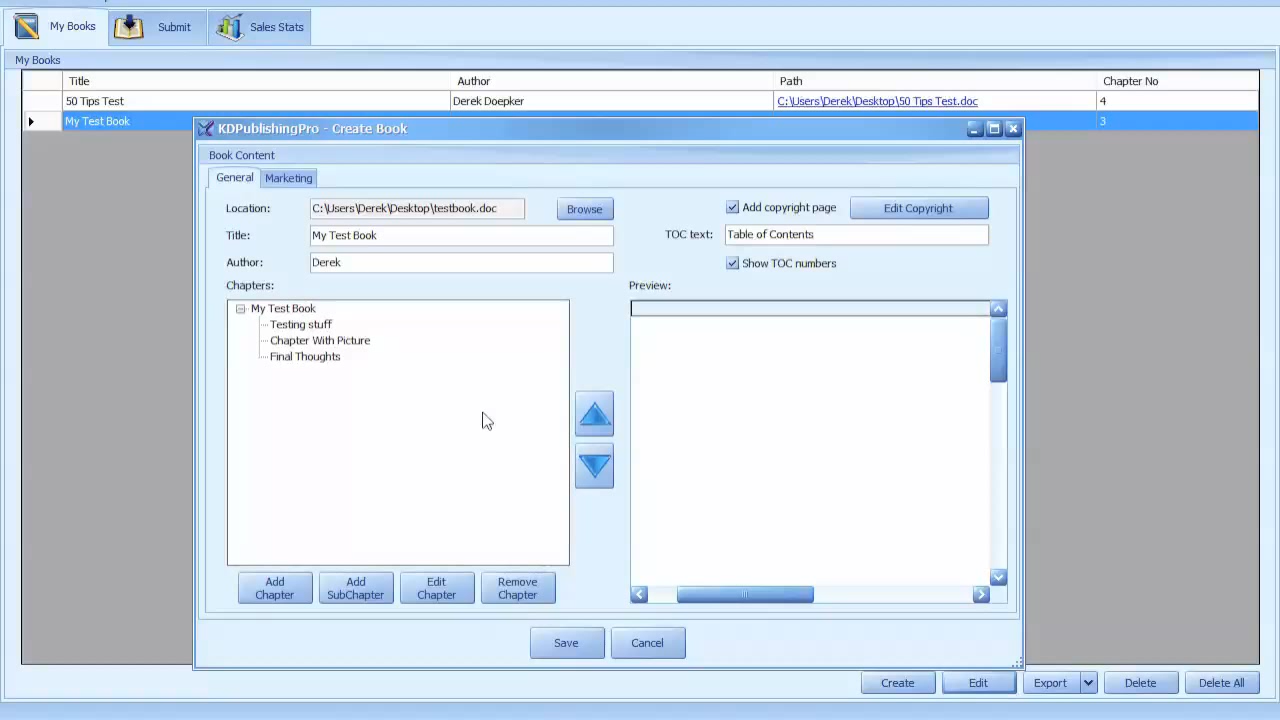 My Books Submit Sales Stats
My Books
Title Author Path Chapter No
50 Tips Test Derek Doepker C:\Users\Derek\Desktop\50 Tips Test.doc 4
My Test Book 3
KDPublishingPro - Create Book
Book Content
General Marketing
Location: C:\Users\Derek\Desktop\testbook.doc Browse Add copyright page Edit Copyright
Title: My Test Book TOC text: Table of Contents
Author: Derek Show TOC numbers
Chapters: Preview:
My Test Book
Testing stuff
Chapter With Picture
Final Thoughts
Add Chapter Add SubChapter Edit Chapter Remove Chapter
Save Cancel
Create Edit Export Delete Delete All